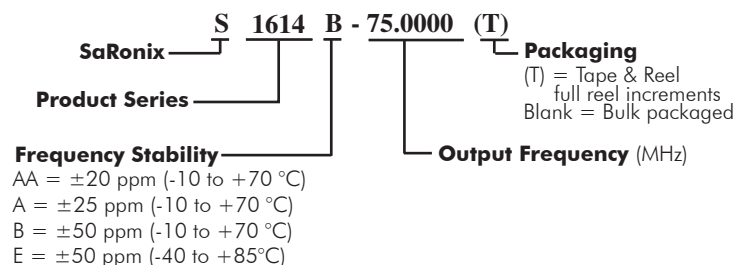 S 1614 B - 75.0000 (T)
SaRonix
Packaging
(T) = Tape & Reel
full reel increments
Blank = Bulk packaged
Product Series
Frequency Stability
AA = ±20 ppm (-10 to +70 °C)
A = ±25 ppm (-10 to +70 °C)
B = ±50 ppm (-10 to +70 °C)
E = ±50 ppm (-40 to +85°C)
Output Frequency (MHz)